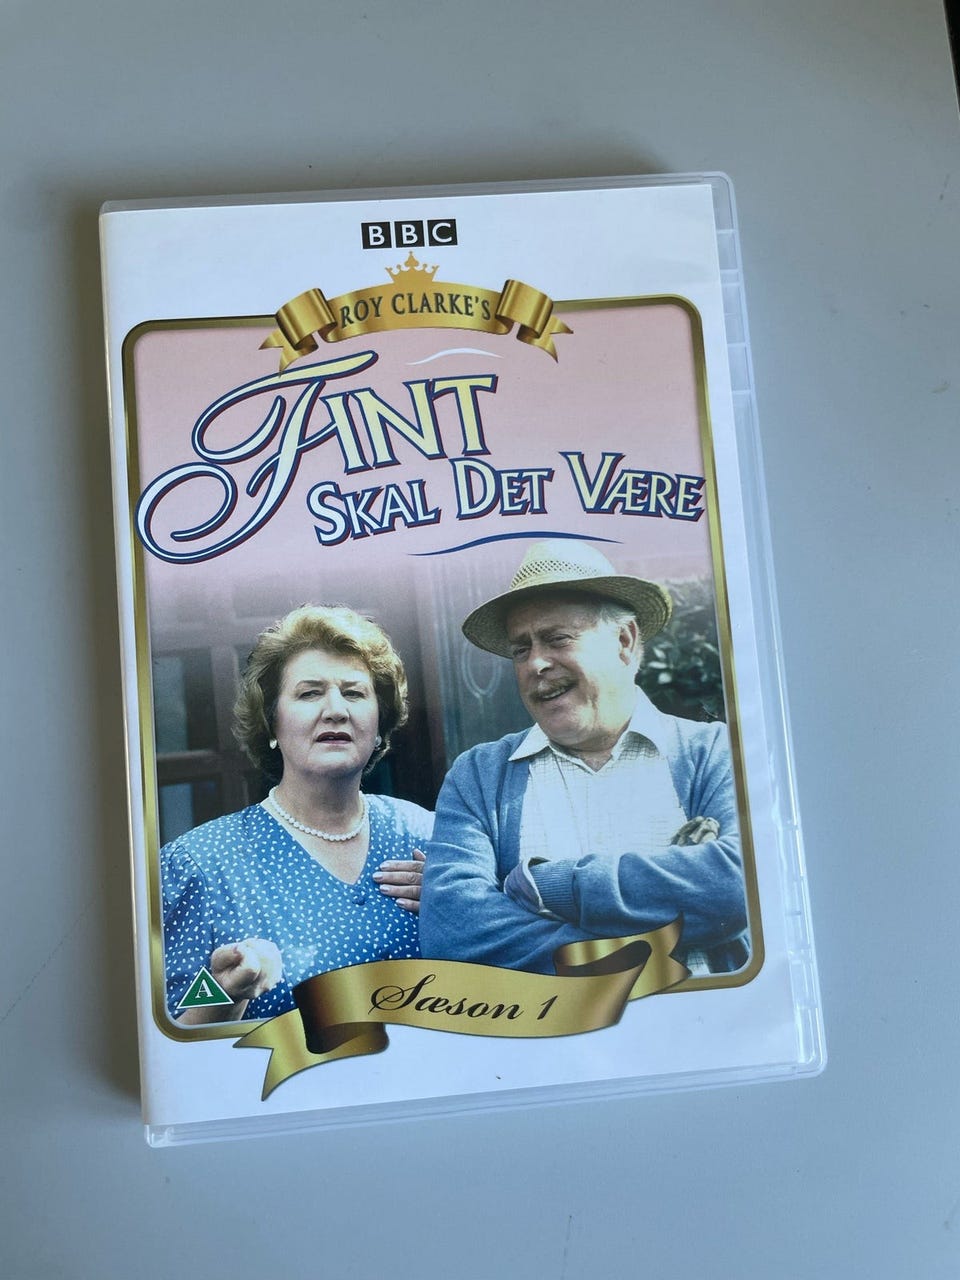 BBC
ROY CLARKE'S
FINT
SKAL DET VÆRE
A
Sæson 1